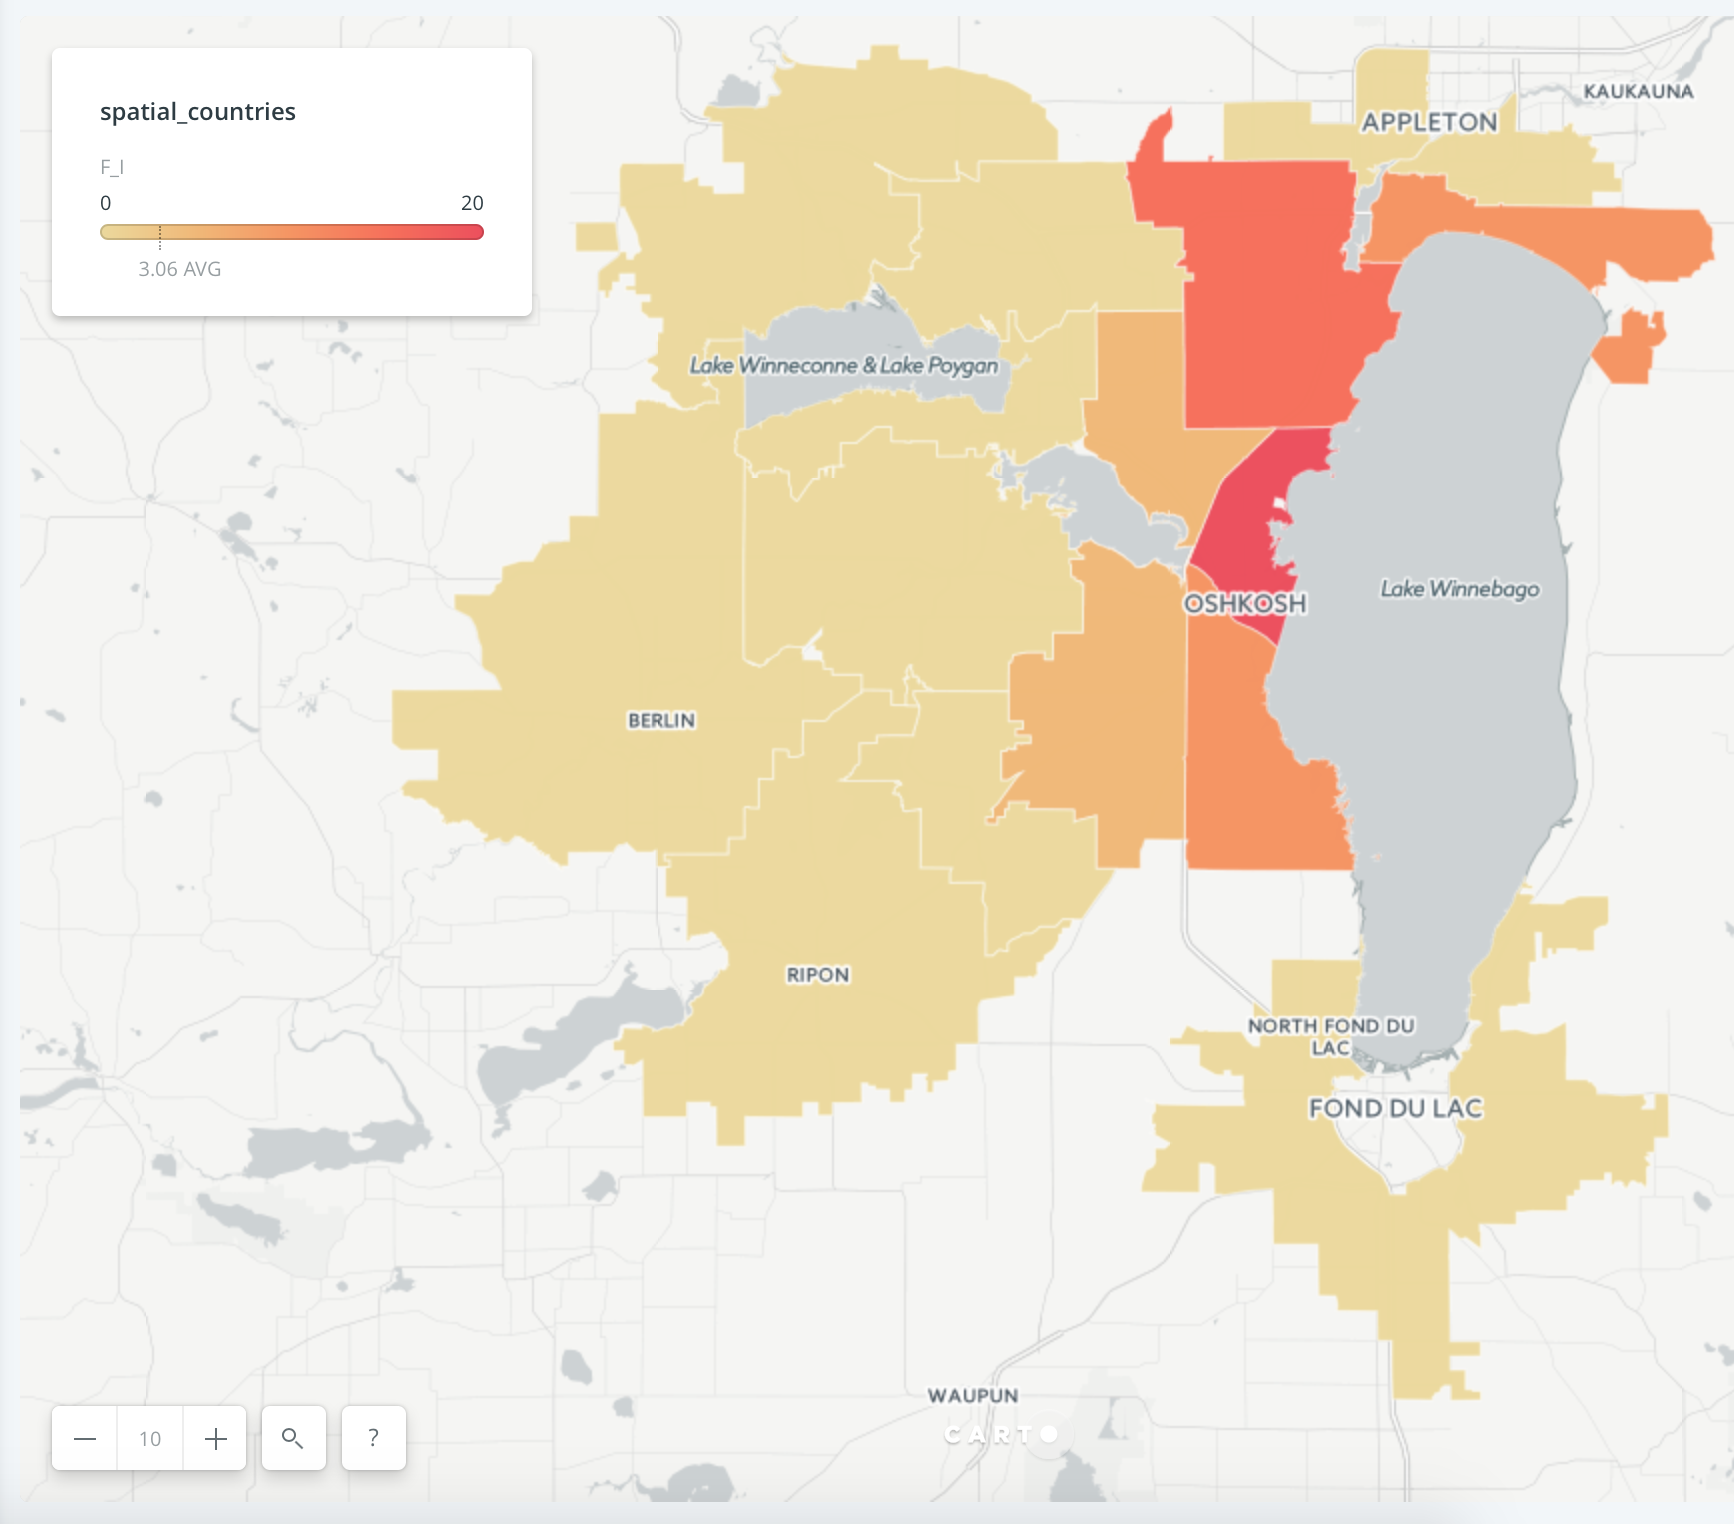 spatial_countries
F_I
0 20
3.06 AVG
KAUKAUNA
APPLETON
Lake Winneconne & Lake Poygan
Lake Winnebago
OSHKOSH
BERLIN
RIPON
NORTH FOND DU
LAC
FOND DU LAC
WAUPUN
CARTO
— 10 +
?